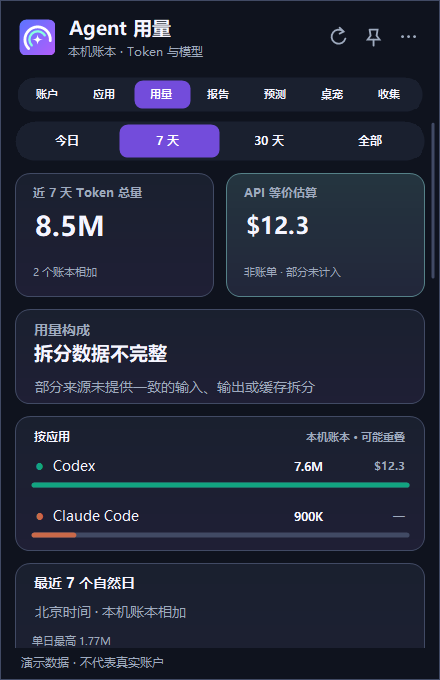 Agent 用量
本机账本 · Token 与模型
账户 应用 用量 报告 预测 桌宠 收集
今日 7 天 30 天 全部
近 7 天 Token 总量
8.5M
2 个账本相加
API 等价估算
$12.3
非账单 · 部分未计入
用量构成
拆分数据不完整
部分来源未提供一致的输入、输出或缓存拆分
按应用 本机账本 • 可能重叠
Codex 7.6M $12.3
Claude Code 900K —
最近 7 个自然日
北京时间 · 本机账本相加
单日最高 1.77M
演示数据 · 不代表真实账户